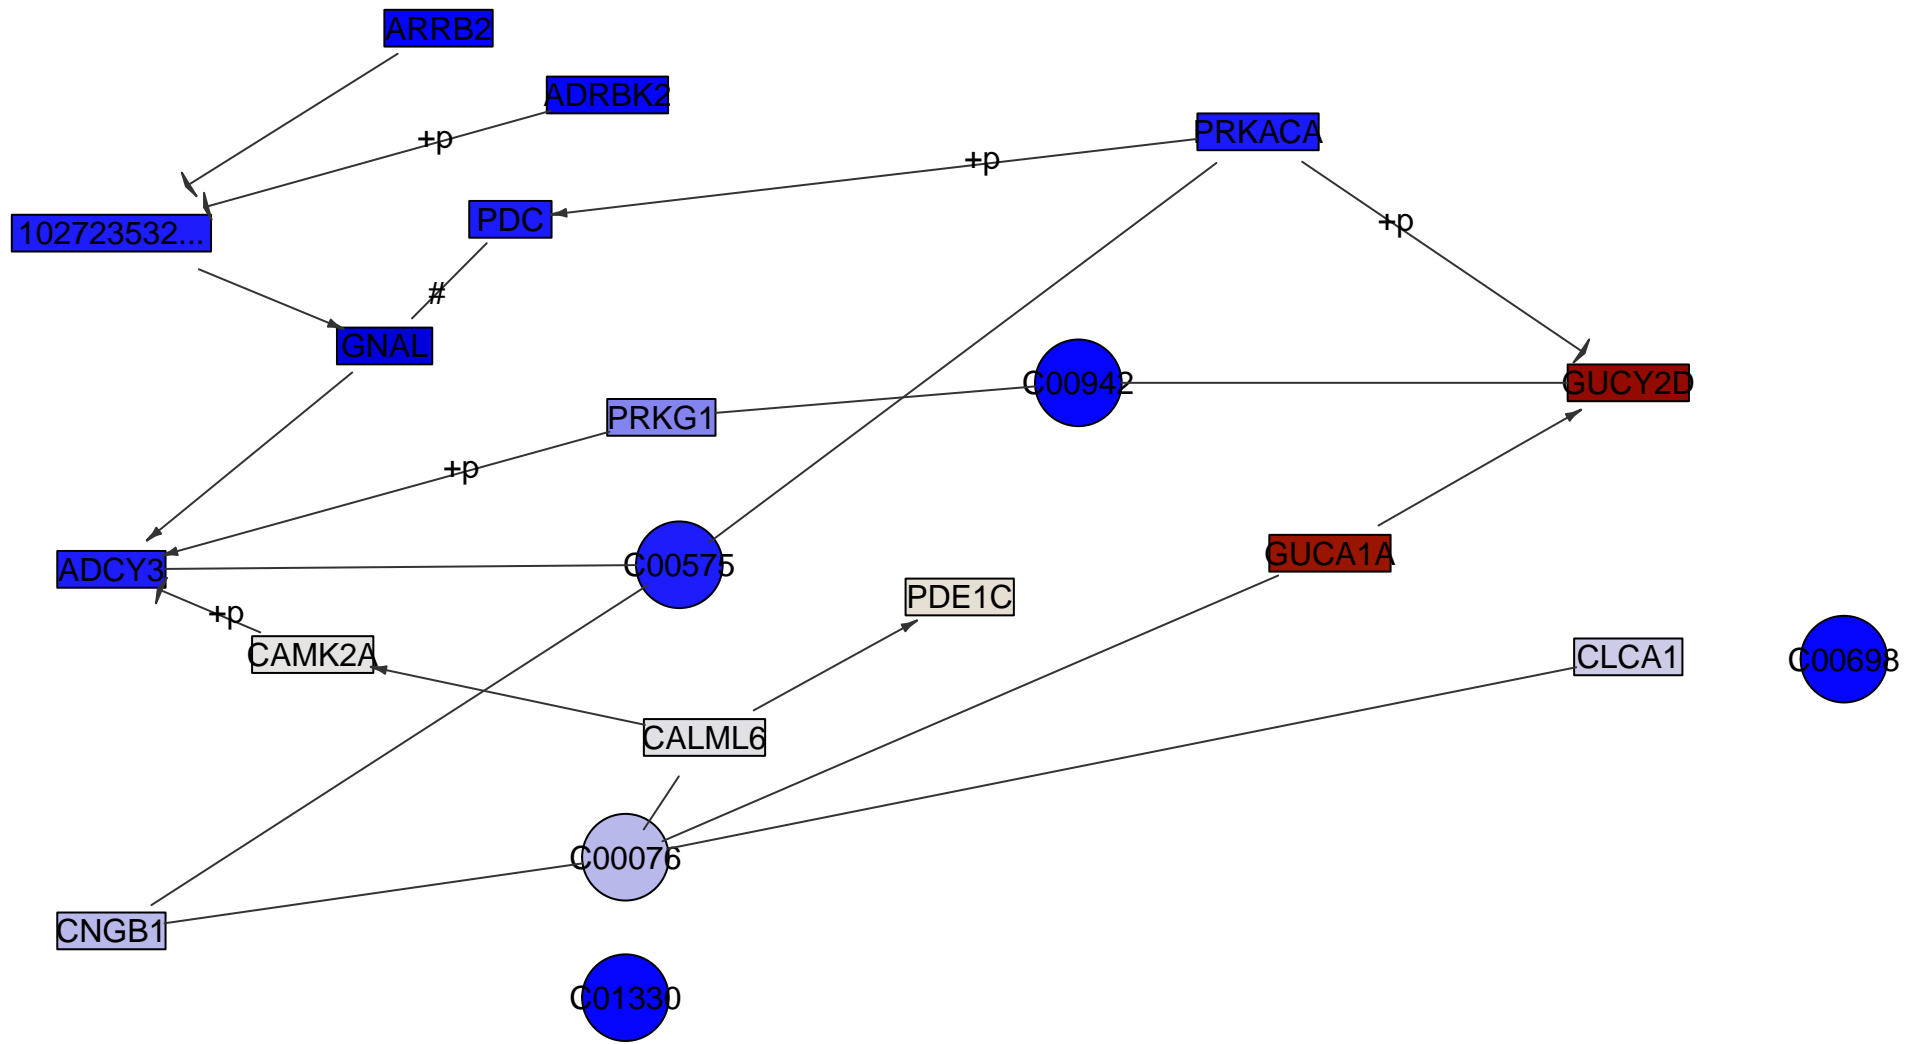 ARRB2
ADRBK2
PRKACA
+p
+p
102723532...
PDC
+p
#
GNAL
C00942
GUCY2D
PRKG1
+p
ADCY3
C00575
GUCA1A
PDE1C
+p
CAMK2A
CLCA1
C00698
CALML6
C00076
CNGB1
C01330